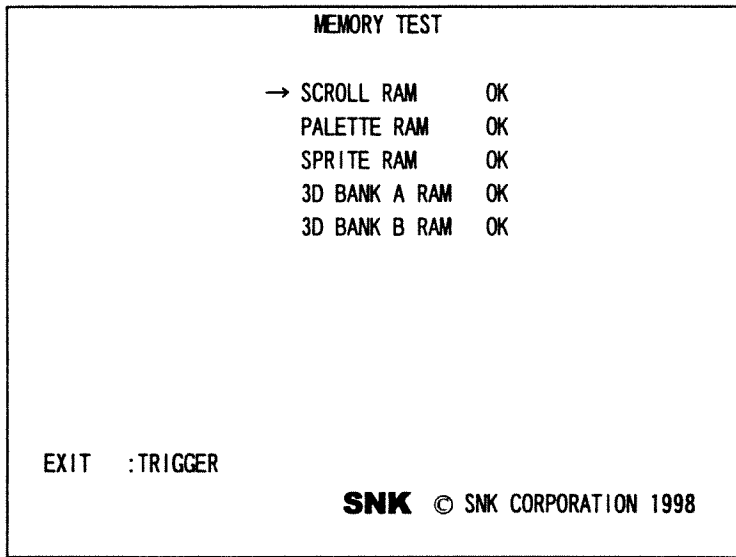 MEMORY TEST
→ SCROLL RAM OK
PALETTE RAM OK
SPRITE RAM OK
3D BANK A RAM OK
3D BANK B RAM OK
EXIT :TRIGGER
SNK © SNK CORPORATION 1998